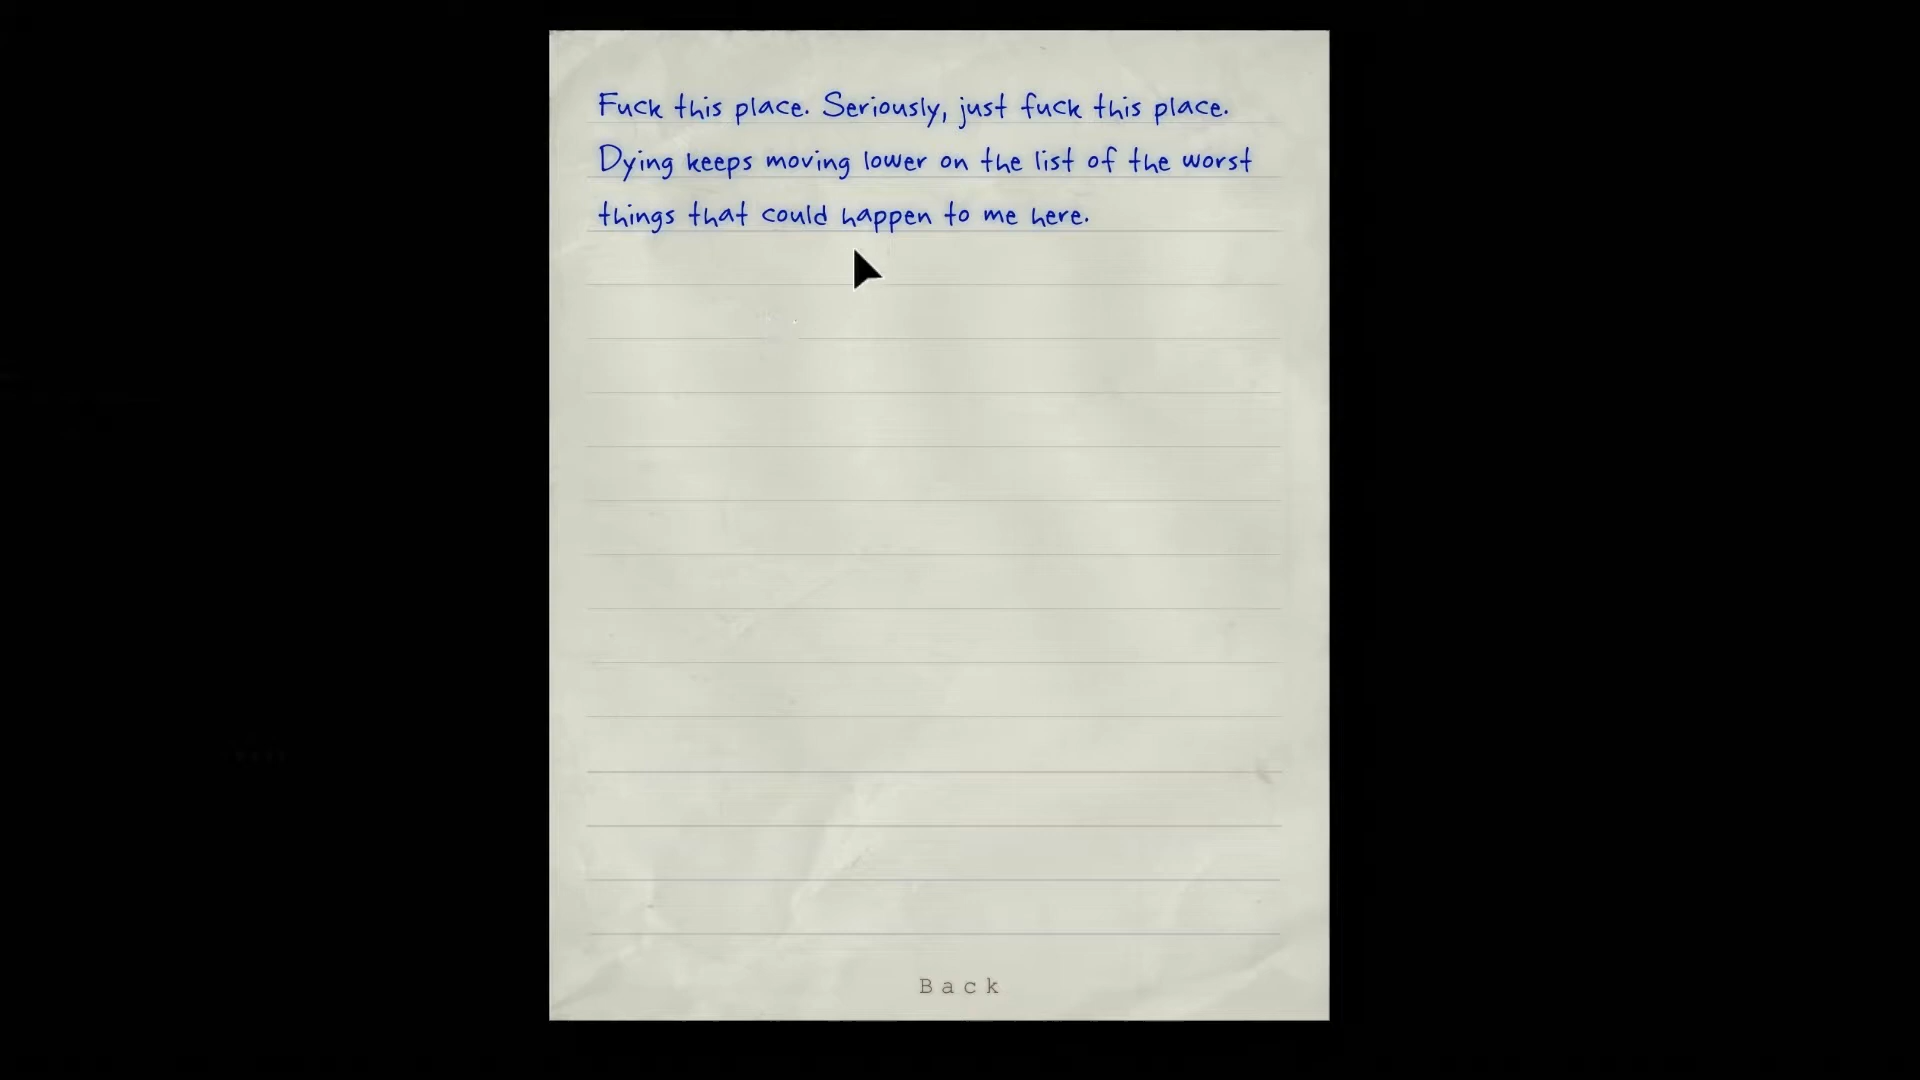 Fuck this place. Seriously, just fuck this place.
Dying keeps moving lower on the list of the worst
things that could happen to me here.
Back